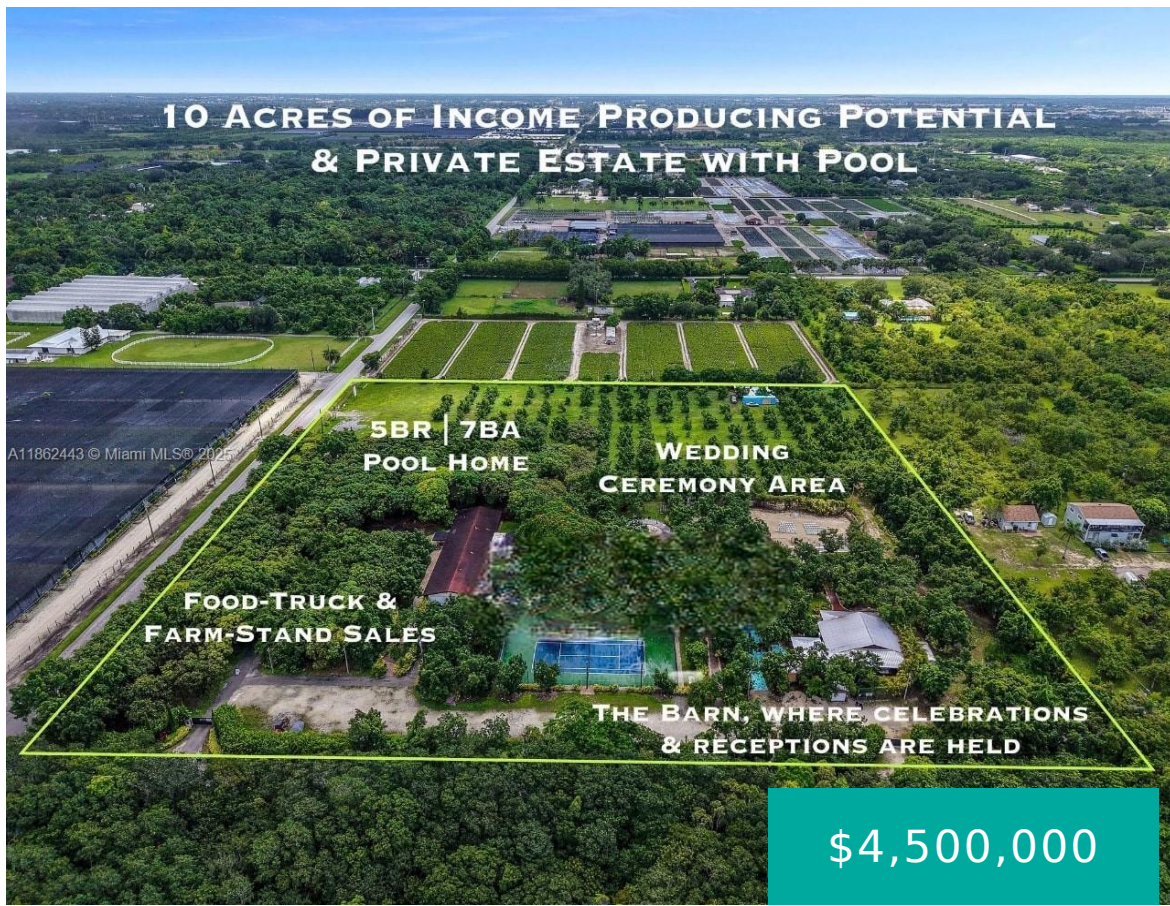 10 Acres of Income Producing Potential
& Private Estate with Pool
5BR | 7BA
Pool Home
Wedding
Ceremony Area
A11862443 © Miami MLS® 2025
Food-Truck &
Farm-Stand Sales
The Barn, where celebrations
& receptions are held
$4,500,000